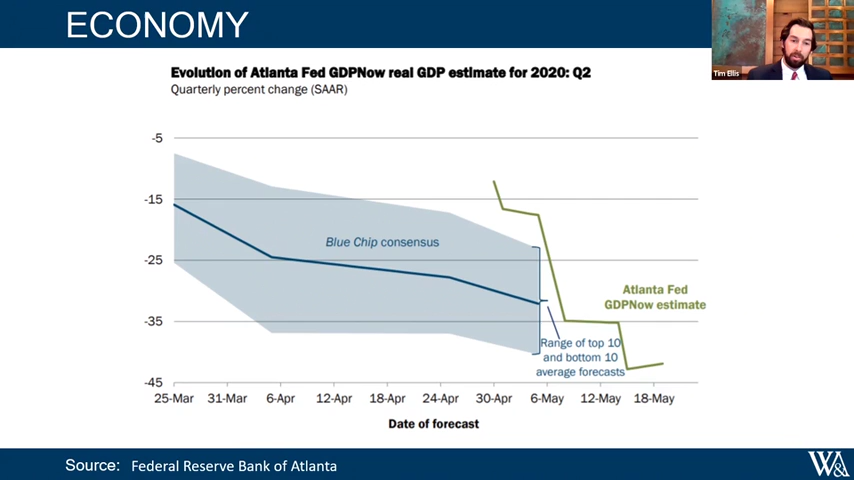 ECONOMY
Tim Ellis
Evolution of Atlanta Fed GDPNow real GDP estimate for 2020: Q2
Quarterly percent change (SAAR)
-5
-15
-25
-35
-45
Blue Chip consensus
Atlanta Fed
GDPNow estimate
Range of top 10
and bottom 10
average forecasts
25-Mar 31-Mar 6-Apr 12-Apr 18-Apr 24-Apr 30-Apr 6-May 12-May 18-May
Date of forecast
Source: Federal Reserve Bank of Atlanta
WA&